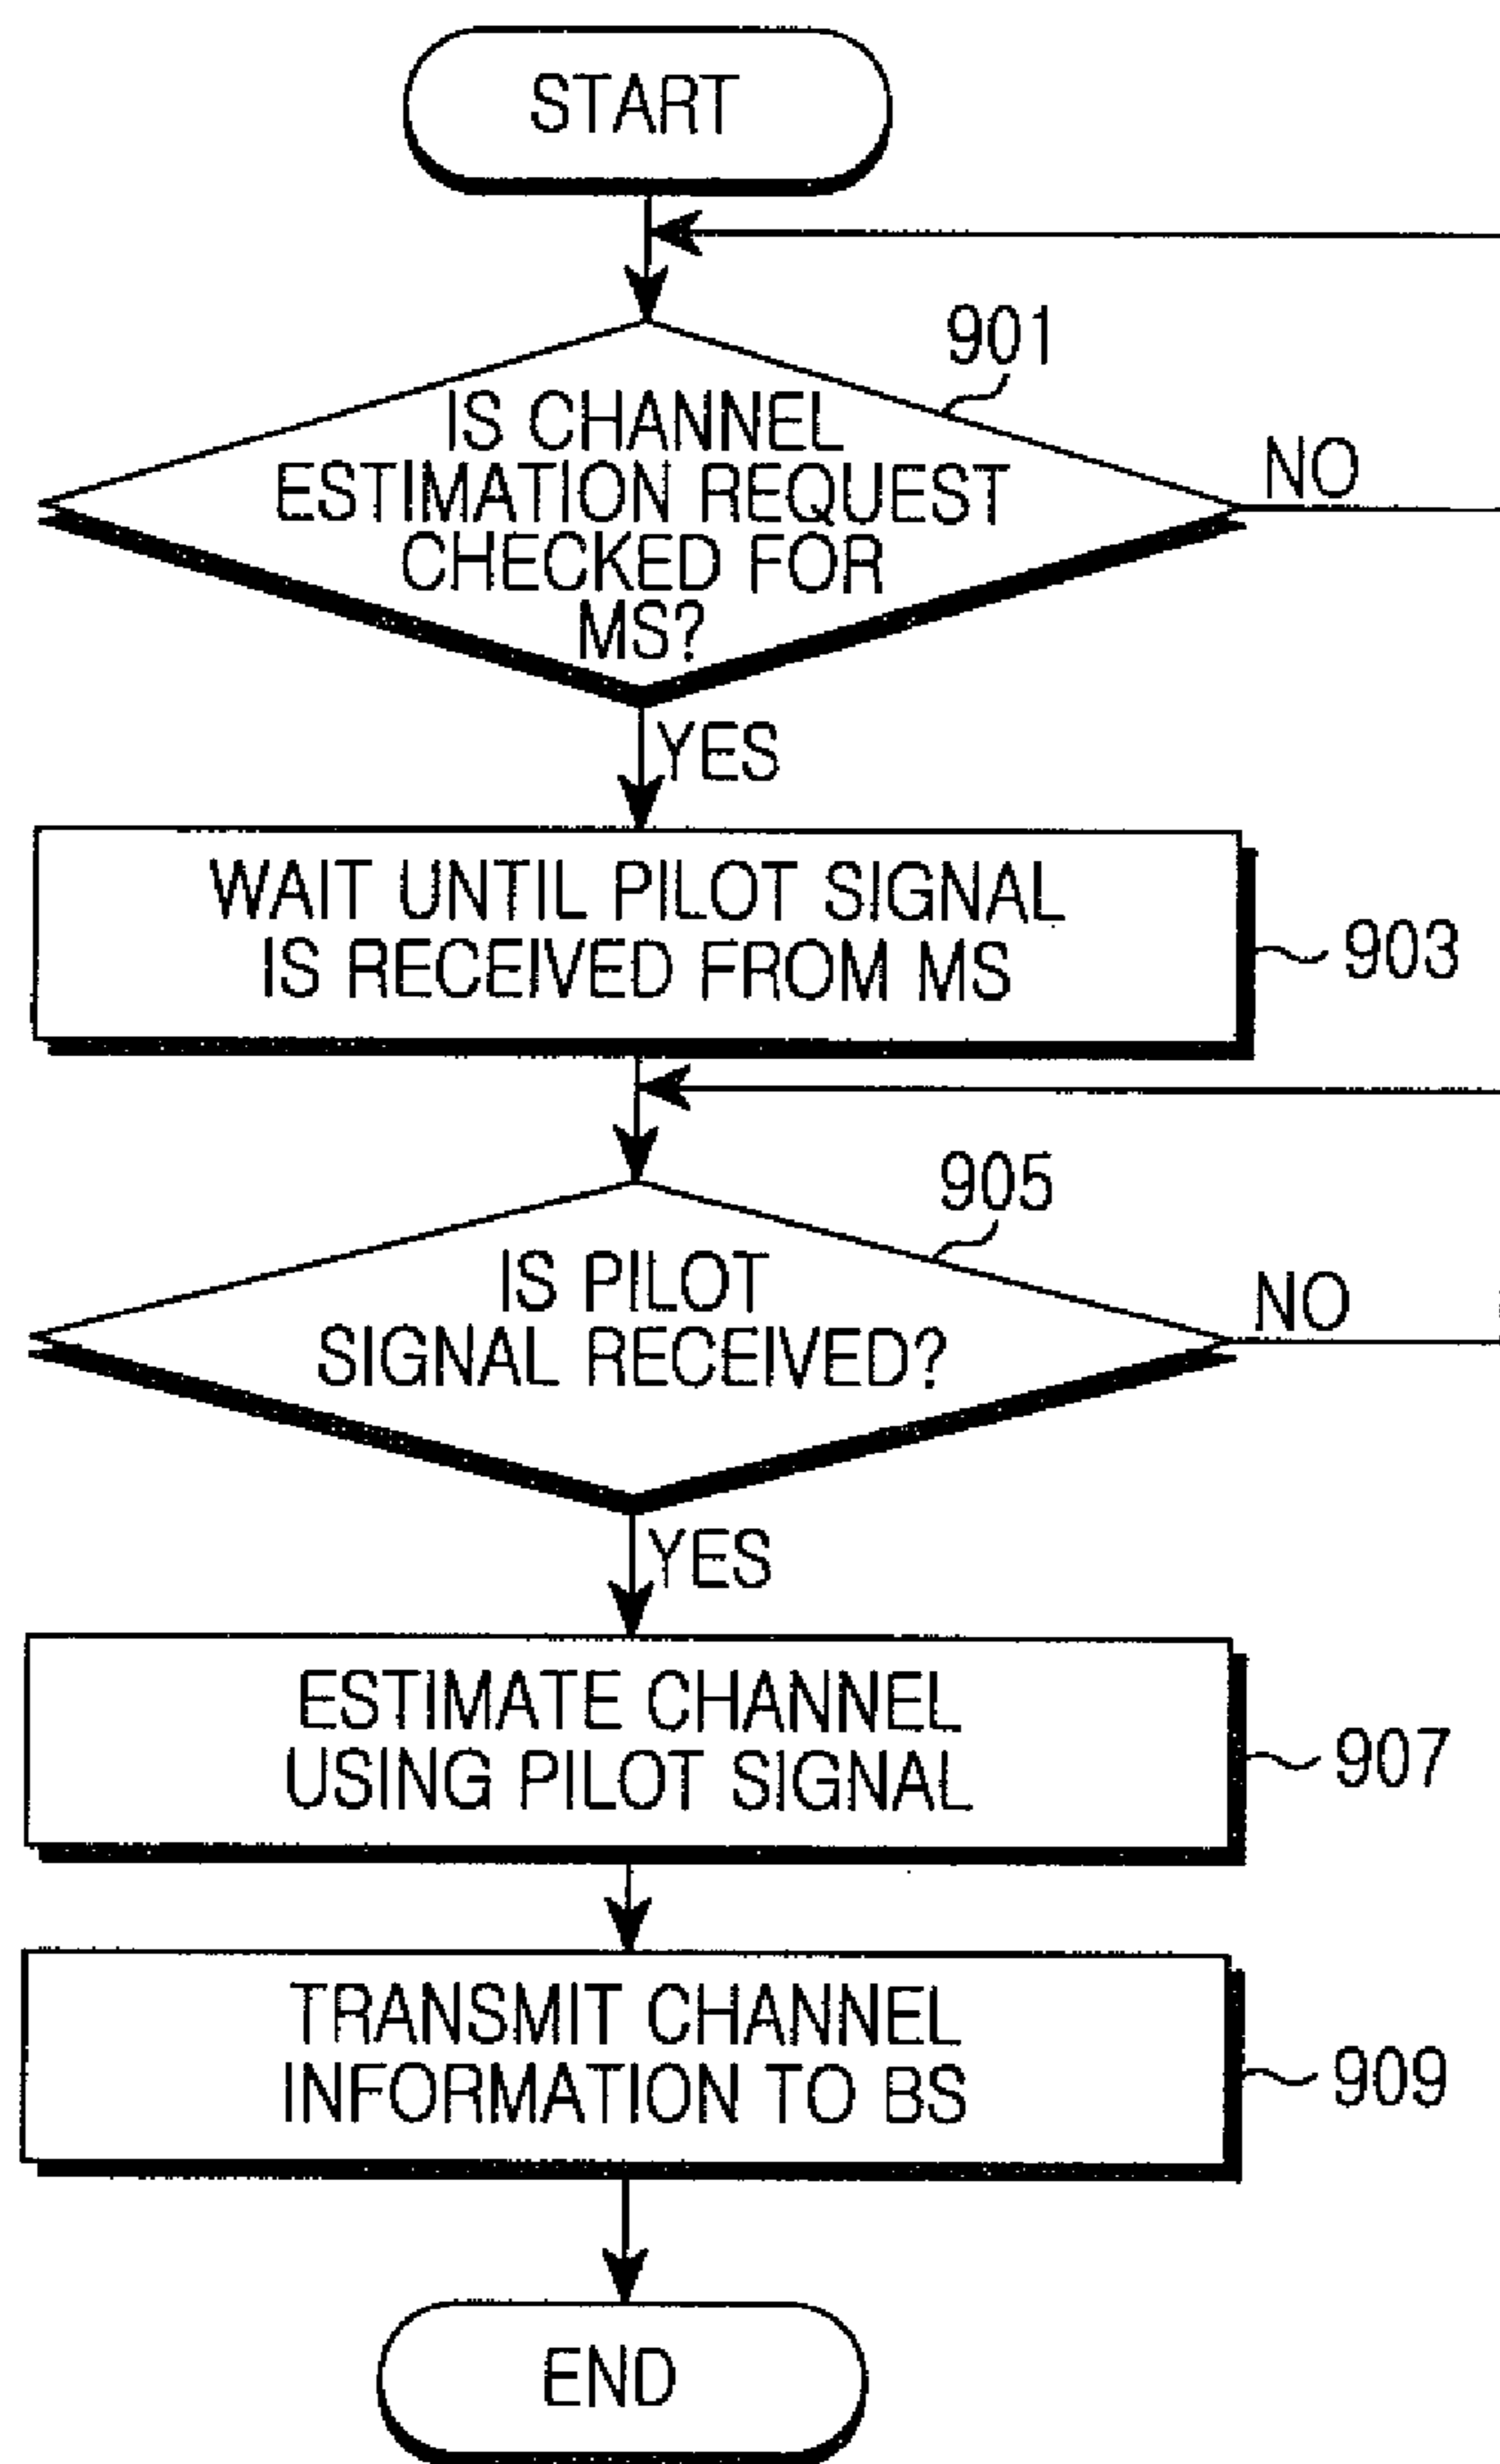 START
901
IS CHANNEL
ESTIMATION REQUEST
CHECKED FOR
MS?
NO
YES
WAIT UNTIL PILOT SIGNAL
IS RECEIVED FROM MS
903
905
IS PILOT
SIGNAL RECEIVED?
NO
YES
ESTIMATE CHANNEL
USING PILOT SIGNAL
907
TRANSMIT CHANNEL
INFORMATION TO BS
909
END